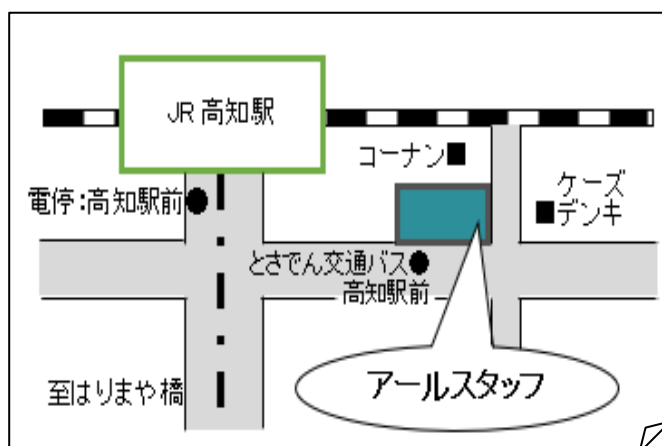 JR高知駅
コーナン■
電停:高知駅前●
ケーズ
■デンキ
とさでん交通バス●
高知駅前
アールスタッフ
至はりまや橋